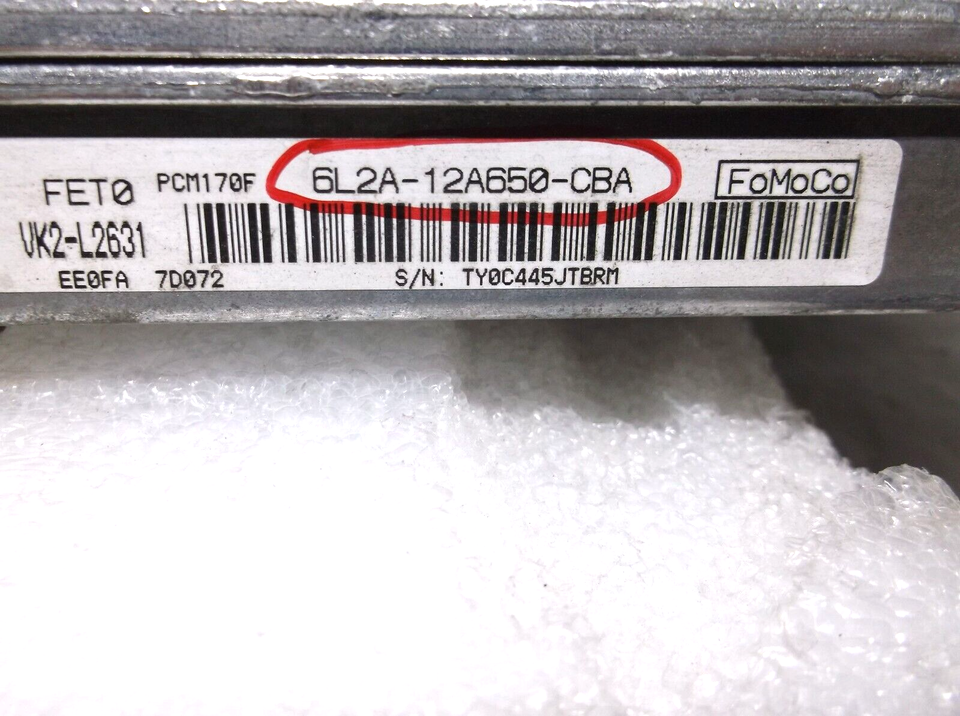 FET0 PCM170F 6L2A-12A650-CBA FoMoCo
VK2-L2631
EE0FA 7D072 S/N: TY0C445JTBRM